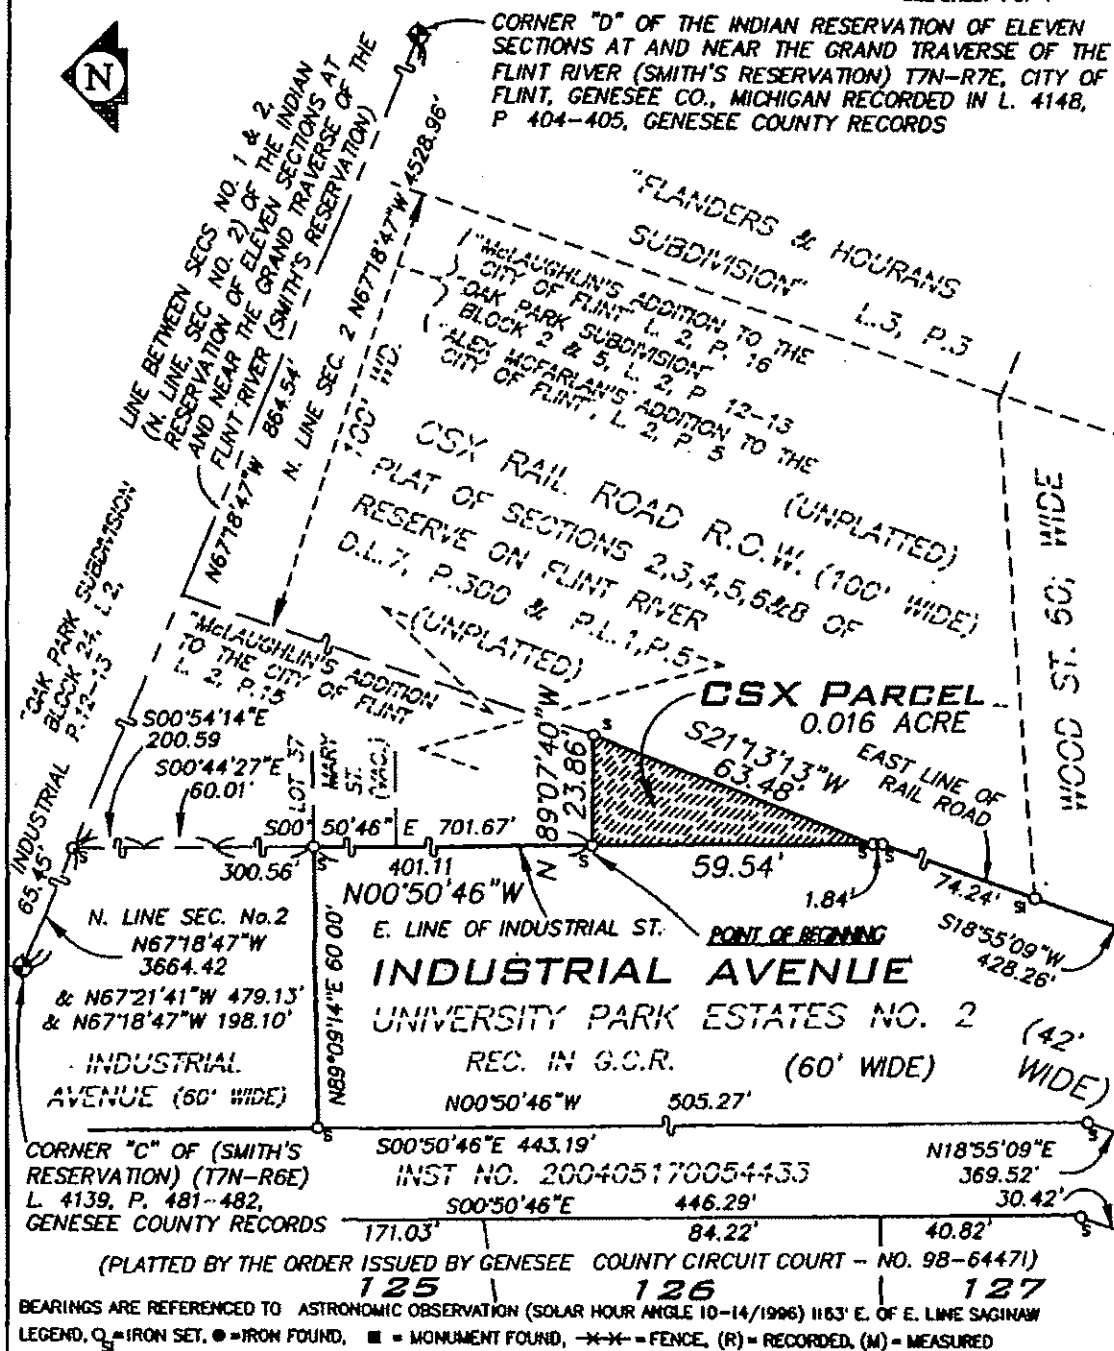 N
CORNER "D" OF THE INDIAN RESERVATION OF ELEVEN
SECTIONS AT AND NEAR THE GRAND TRAVERSE OF THE
FLINT RIVER (SMITH'S RESERVATION) T7N-R7E, CITY OF
FLINT, GENESEE CO., MICHIGAN RECORDED IN L. 4148,
P 404-405, GENESEE COUNTY RECORDS
LINE BETWEEN SECS NO. 1 & 2,
(N. LINE, SEC NO. 2) OF THE INDIAN
RESERVATION OF ELEVEN SECTIONS AT
AND NEAR THE GRAND TRAVERSE OF THE
FLINT RIVER (SMITH'S RESERVATION)
N67°18'47"W 864.54'
N. LINE SEC. 2 N67°18'47"W 4528.96'
100' WD.
"FLANDERS & HOURANS
SUBDIVISION"
L.3, P.3
"McLAUGHLIN'S ADDITION TO THE
CITY OF FLINT" L. 2, P. 16
"OAK PARK SUBDIVISION"
BLOCK 2 & 5, L. 2, P 12-13
"ALEX MCFARLAN'S ADDITION TO THE
CITY OF FLINT", L. 2, P. 5
CSX RAIL ROAD R.O.W. (100' WIDE)
(UNPLATTED)
PLAT OF SECTIONS 2,3,4,5,6&8 OF
RESERVE ON FLINT RIVER
D.L.7, P.300 & P.L.1,P.57
(UNPLATTED)
WOOD ST. 60; WIDE
"OAK PARK SUBDIVISION
BLOCK 24, L 2,
P.12-13
"McLAUGHLIN'S ADDITION
TO THE CITY OF FLINT
L. 2, P.15
CSX PARCEL
0.016 ACRE
S21°13'13"W
63.48'
EAST LINE OF
RAIL ROAD
N 89°07'40"W
23.86'
S00°54'14"E
200.59
S00°44'27"E
60.01'
LOT 37
MARY
ST.
(VAC.)
INDUSTRIAL
65.45'
S00° 50'46" E 701.67'
300.56'
401.11
N00°50'46"W
59.54'
1.84'
74.24'
S18°55'09"W
428.26'
N. LINE SEC. No.2
N67°18'47"W
3664.42
& N67°21'41"W 479.13'
& N67°18'47"W 198.10'
E. LINE OF INDUSTRIAL ST.
POINT OF BEGINNING
N89°09'14"E 60 00'
INDUSTRIAL AVENUE
UNIVERSITY PARK ESTATES NO. 2
REC. IN G.C.R.
(60' WIDE)
(42'
WIDE)
INDUSTRIAL
AVENUE (60' WIDE)
N00°50'46"W 505.27'
CORNER "C" OF (SMITH'S
RESERVATION) (T7N-R6E)
L. 4139, P. 481-482,
GENESEE COUNTY RECORDS
S00°50'46"E 443.19'
INST NO. 200405170054433
N18°55'09"E
369.52'
S00°50'46"E 446.29'
30.42'
171.03' 84.22' 40.82'
(PLATTED BY THE ORDER ISSUED BY GENESEE COUNTY CIRCUIT COURT - NO. 98-64471)
125 126 127
BEARINGS ARE REFERENCED TO ASTRONOMIC OBSERVATION (SOLAR HOUR ANGLE 10-14/1996) 1163' E. OF E. LINE SAGINAW
LEGEND, =IRON SET, =IRON FOUND, = MONUMENT FOUND, =FENCE, (R)= RECORDED, (M)= MEASURED